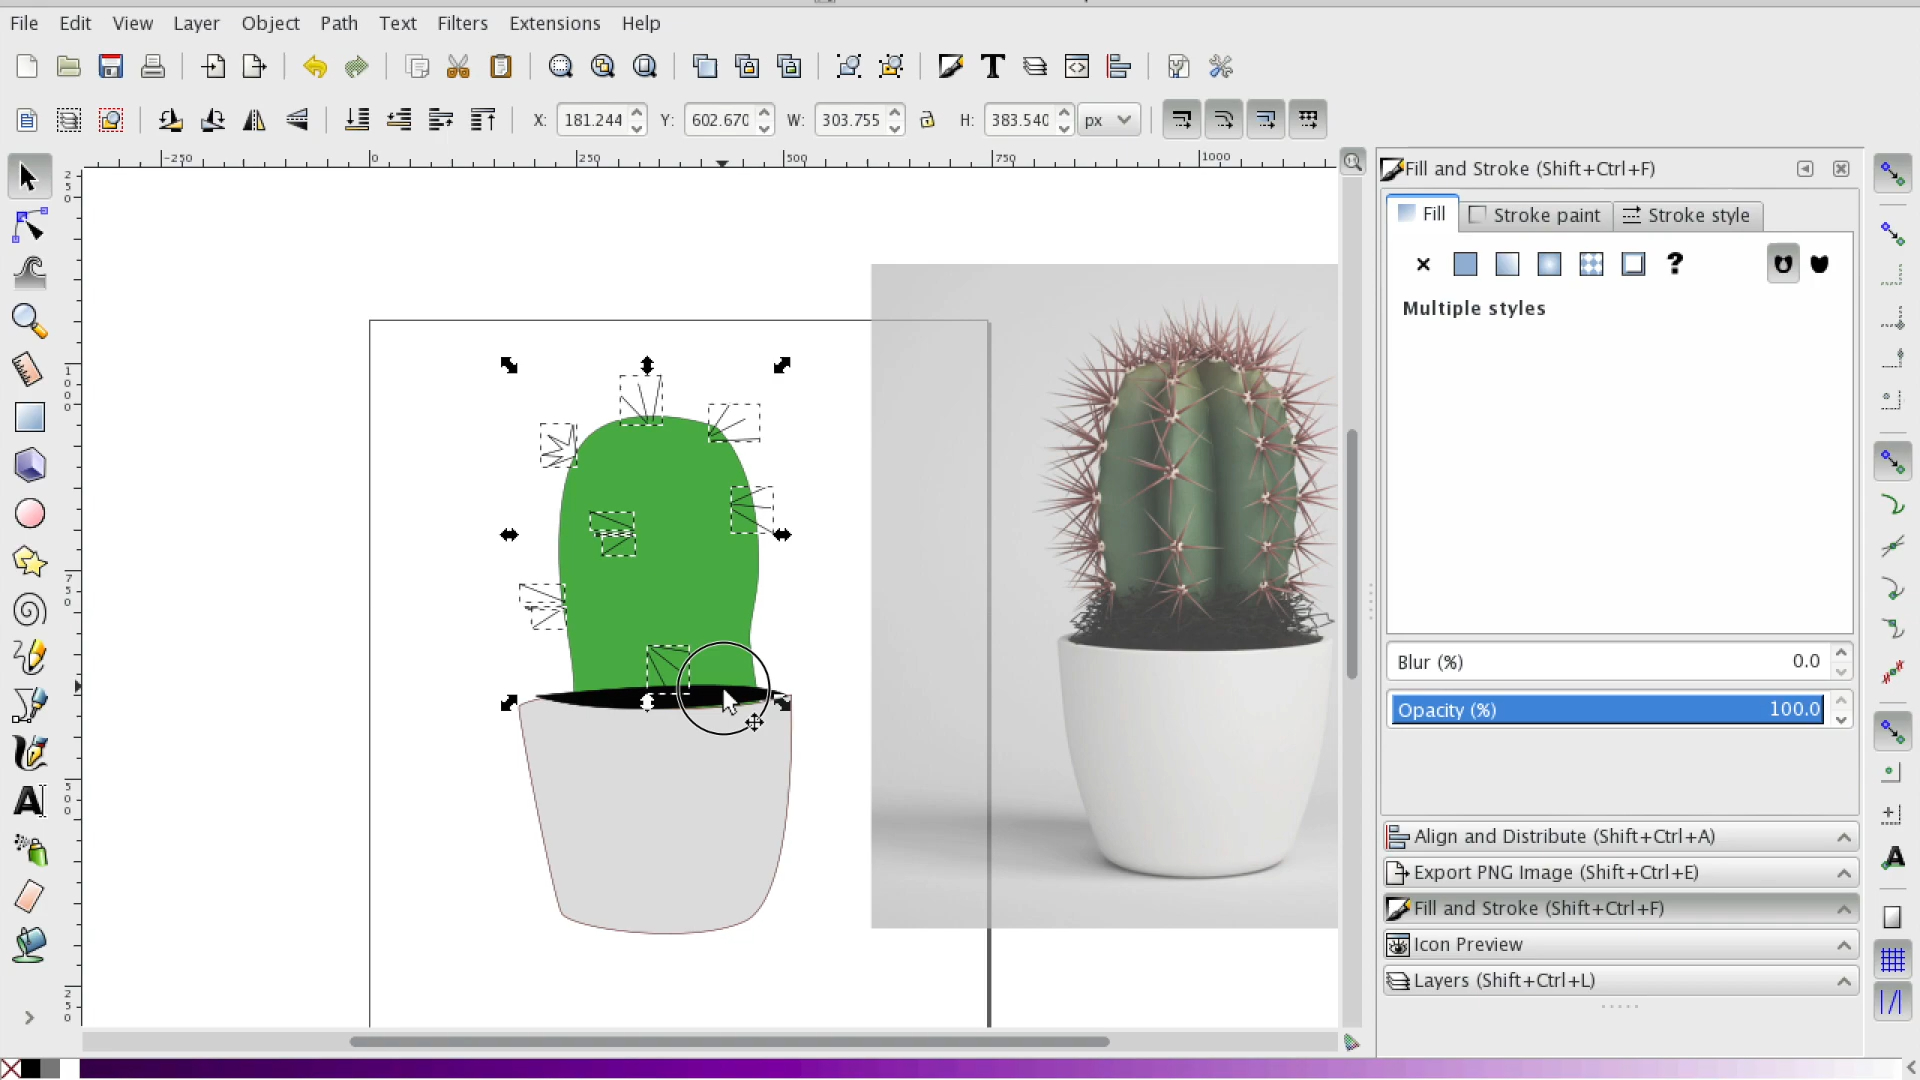 File Edit View Layer Object Path Text Filters Extensions Help
X: 181.244 Y: 602.670 W: 303.755 H: 383.540 px
-250 0 250 500 750 1000
Fill and Stroke (Shift+Ctrl+F)
Fill Stroke paint Stroke style
?
Multiple styles
Blur (%) 0.0
Opacity (%) 100.0
Align and Distribute (Shift+Ctrl+A)
Export PNG Image (Shift+Ctrl+E)
Fill and Stroke (Shift+Ctrl+F)
Icon Preview
Layers (Shift+Ctrl+L)